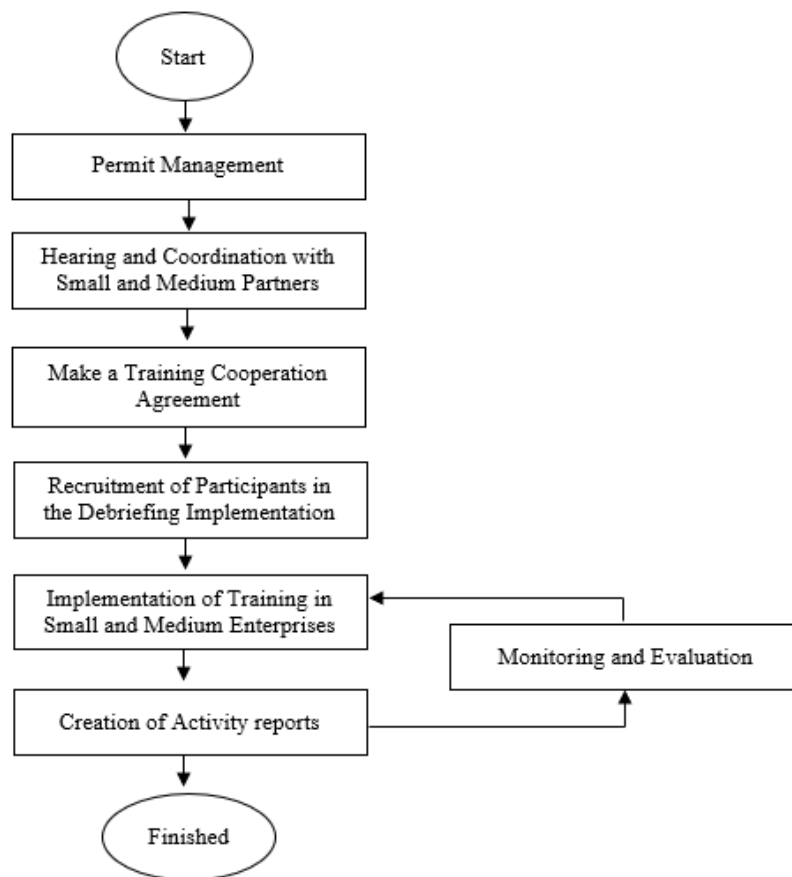 Start
Permit Management
Hearing and Coordination with
Small and Medium Partners
Make a Training Cooperation
Agreement
Recruitment of Participants in
the Debriefing Implementation
Implementation of Training in
Small and Medium Enterprises
Monitoring and Evaluation
Creation of Activity reports
Finished